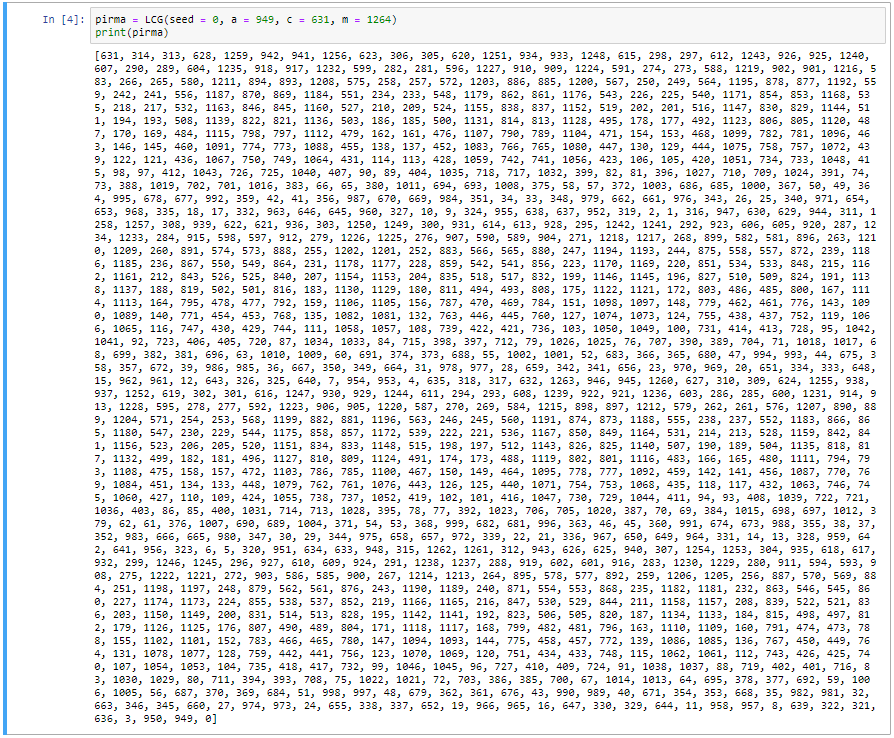 In [4]: pirma = LCG(seed = 0, a = 949, c = 631, m = 1264)
print(pirma)
[631, 314, 313, 628, 1259, 942, 941, 1256, 623, 306, 305, 620, 1251, 934, 933, 1248, 615, 298, 297, 612, 1243, 926, 925, 1240,
607, 290, 289, 604, 1235, 918, 917, 1232, 599, 282, 281, 596, 1227, 910, 909, 1224, 591, 274, 273, 588, 1219, 902, 901, 1216, 5
83, 266, 265, 580, 1211, 894, 893, 1208, 575, 258, 257, 572, 1203, 886, 885, 1200, 567, 250, 249, 564, 1195, 878, 877, 1192, 55
9, 242, 241, 556, 1187, 870, 869, 1184, 551, 234, 233, 548, 1179, 862, 861, 1176, 543, 226, 225, 540, 1171, 854, 853, 1168, 53
5, 218, 217, 532, 1163, 846, 845, 1160, 527, 210, 209, 524, 1155, 838, 837, 1152, 519, 202, 201, 516, 1147, 830, 829, 1144, 51
1, 194, 193, 508, 1139, 822, 821, 1136, 503, 186, 185, 500, 1131, 814, 813, 1128, 495, 178, 177, 492, 1123, 806, 805, 1120, 48
7, 170, 169, 484, 1115, 798, 797, 1112, 479, 162, 161, 476, 1107, 790, 789, 1104, 471, 154, 153, 468, 1099, 782, 781, 1096, 46
3, 146, 145, 460, 1091, 774, 773, 1088, 455, 138, 137, 452, 1083, 766, 765, 1080, 447, 130, 129, 444, 1075, 758, 757, 1072, 43
9, 122, 121, 436, 1067, 750, 749, 1064, 431, 114, 113, 428, 1059, 742, 741, 1056, 423, 106, 105, 420, 1051, 734, 733, 1048, 41
5, 98, 97, 412, 1043, 726, 725, 1040, 407, 90, 89, 404, 1035, 718, 717, 1032, 399, 82, 81, 396, 1027, 710, 709, 1024, 391, 74,
73, 388, 1019, 702, 701, 1016, 383, 66, 65, 380, 1011, 694, 693, 1008, 375, 58, 57, 372, 1003, 686, 685, 1000, 367, 50, 49, 36
4, 995, 678, 677, 992, 359, 42, 41, 356, 987, 670, 669, 984, 351, 34, 33, 348, 979, 662, 661, 976, 343, 26, 25, 340, 971, 654,
653, 968, 335, 18, 17, 332, 963, 646, 645, 960, 327, 10, 9, 324, 955, 638, 637, 952, 319, 2, 1, 316, 947, 630, 629, 944, 311, 1
258, 1257, 308, 939, 622, 621, 936, 303, 1250, 1249, 300, 931, 614, 613, 928, 295, 1242, 1241, 292, 923, 606, 605, 920, 287, 12
34, 1233, 284, 915, 598, 597, 912, 279, 1226, 1225, 276, 907, 590, 589, 904, 271, 1218, 1217, 268, 899, 582, 581, 896, 263, 121
0, 1209, 260, 891, 574, 573, 888, 255, 1202, 1201, 252, 883, 566, 565, 880, 247, 1194, 1193, 244, 875, 558, 557, 872, 239, 118
6, 1185, 236, 867, 550, 549, 864, 231, 1178, 1177, 228, 859, 542, 541, 856, 223, 1170, 1169, 220, 851, 534, 533, 848, 215, 116
2, 1161, 212, 843, 526, 525, 840, 207, 1154, 1153, 204, 835, 518, 517, 832, 199, 1146, 1145, 196, 827, 510, 509, 824, 191, 113
8, 1137, 188, 819, 502, 501, 816, 183, 1130, 1129, 180, 811, 494, 493, 808, 175, 1122, 1121, 172, 803, 486, 485, 800, 167, 111
4, 1113, 164, 795, 478, 477, 792, 159, 1106, 1105, 156, 787, 470, 469, 784, 151, 1098, 1097, 148, 779, 462, 461, 776, 143, 109
0, 1089, 140, 771, 454, 453, 768, 135, 1082, 1081, 132, 763, 446, 445, 760, 127, 1074, 1073, 124, 755, 438, 437, 752, 119, 106
6, 1065, 116, 747, 430, 429, 744, 111, 1058, 1057, 108, 739, 422, 421, 736, 103, 1050, 1049, 100, 731, 414, 413, 728, 95, 1042,
1041, 92, 723, 406, 405, 720, 87, 1034, 1033, 84, 715, 398, 397, 712, 79, 1026, 1025, 76, 707, 390, 389, 704, 71, 1018, 1017, 6
8, 699, 382, 381, 696, 63, 1010, 1009, 60, 691, 374, 373, 688, 55, 1002, 1001, 52, 683, 366, 365, 680, 47, 994, 993, 44, 675, 3
58, 357, 672, 39, 986, 985, 36, 667, 350, 349, 664, 31, 978, 977, 28, 659, 342, 341, 656, 23, 970, 969, 20, 651, 334, 333, 648,
15, 962, 961, 12, 643, 326, 325, 640, 7, 954, 953, 4, 635, 318, 317, 632, 1263, 946, 945, 1260, 627, 310, 309, 624, 1255, 938,
937, 1252, 619, 302, 301, 616, 1247, 930, 929, 1244, 611, 294, 293, 608, 1239, 922, 921, 1236, 603, 286, 285, 600, 1231, 914, 9
13, 1228, 595, 278, 277, 592, 1223, 906, 905, 1220, 587, 270, 269, 584, 1215, 898, 897, 1212, 579, 262, 261, 576, 1207, 890, 88
9, 1204, 571, 254, 253, 568, 1199, 882, 881, 1196, 563, 246, 245, 560, 1191, 874, 873, 1188, 555, 238, 237, 552, 1183, 866, 86
5, 1180, 547, 230, 229, 544, 1175, 858, 857, 1172, 539, 222, 221, 536, 1167, 850, 849, 1164, 531, 214, 213, 528, 1159, 842, 84
1, 1156, 523, 206, 205, 520, 1151, 834, 833, 1148, 515, 198, 197, 512, 1143, 826, 825, 1140, 507, 190, 189, 504, 1135, 818, 81
7, 1132, 499, 182, 181, 496, 1127, 810, 809, 1124, 491, 174, 173, 488, 1119, 802, 801, 1116, 483, 166, 165, 480, 1111, 794, 79
3, 1108, 475, 158, 157, 472, 1103, 786, 785, 1100, 467, 150, 149, 464, 1095, 778, 777, 1092, 459, 142, 141, 456, 1087, 770, 76
9, 1084, 451, 134, 133, 448, 1079, 762, 761, 1076, 443, 126, 125, 440, 1071, 754, 753, 1068, 435, 118, 117, 432, 1063, 746, 74
5, 1060, 427, 110, 109, 424, 1055, 738, 737, 1052, 419, 102, 101, 416, 1047, 730, 729, 1044, 411, 94, 93, 408, 1039, 722, 721,
1036, 403, 86, 85, 400, 1031, 714, 713, 1028, 395, 78, 77, 392, 1023, 706, 705, 1020, 387, 70, 69, 384, 1015, 698, 697, 1012, 3
79, 62, 61, 376, 1007, 690, 689, 1004, 371, 54, 53, 368, 999, 682, 681, 996, 363, 46, 45, 360, 991, 674, 673, 988, 355, 38, 37,
352, 983, 666, 665, 980, 347, 30, 29, 344, 975, 658, 657, 972, 339, 22, 21, 336, 967, 650, 649, 964, 331, 14, 13, 328, 959, 64
2, 641, 956, 323, 6, 5, 320, 951, 634, 633, 948, 315, 1262, 1261, 312, 943, 626, 625, 940, 307, 1254, 1253, 304, 935, 618, 617,
932, 299, 1246, 1245, 296, 927, 610, 609, 924, 291, 1238, 1237, 288, 919, 602, 601, 916, 283, 1230, 1229, 280, 911, 594, 593, 9
08, 275, 1222, 1221, 272, 903, 586, 585, 900, 267, 1214, 1213, 264, 895, 578, 577, 892, 259, 1206, 1205, 256, 887, 570, 569, 88
4, 251, 1198, 1197, 248, 879, 562, 561, 876, 243, 1190, 1189, 240, 871, 554, 553, 868, 235, 1182, 1181, 232, 863, 546, 545, 86
0, 227, 1174, 1173, 224, 855, 538, 537, 852, 219, 1166, 1165, 216, 847, 530, 529, 844, 211, 1158, 1157, 208, 839, 522, 521, 83
6, 203, 1150, 1149, 200, 831, 514, 513, 828, 195, 1142, 1141, 192, 823, 506, 505, 820, 187, 1134, 1133, 184, 815, 498, 497, 81
2, 179, 1126, 1125, 176, 807, 490, 489, 804, 171, 1118, 1117, 168, 799, 482, 481, 796, 163, 1110, 1109, 160, 791, 474, 473, 78
8, 155, 1102, 1101, 152, 783, 466, 465, 780, 147, 1094, 1093, 144, 775, 458, 457, 772, 139, 1086, 1085, 136, 767, 450, 449, 76
4, 131, 1078, 1077, 128, 759, 442, 441, 756, 123, 1070, 1069, 120, 751, 434, 433, 748, 115, 1062, 1061, 112, 743, 426, 425, 74
0, 107, 1054, 1053, 104, 735, 418, 417, 732, 99, 1046, 1045, 96, 727, 410, 409, 724, 91, 1038, 1037, 88, 719, 402, 401, 716, 8
3, 1030, 1029, 80, 711, 394, 393, 708, 75, 1022, 1021, 72, 703, 386, 385, 700, 67, 1014, 1013, 64, 695, 378, 377, 692, 59, 100
6, 1005, 56, 687, 370, 369, 684, 51, 998, 997, 48, 679, 362, 361, 676, 43, 990, 989, 40, 671, 354, 353, 668, 35, 982, 981, 32,
663, 346, 345, 660, 27, 974, 973, 24, 655, 338, 337, 652, 19, 966, 965, 16, 647, 330, 329, 644, 11, 958, 957, 8, 639, 322, 321,
636, 3, 950, 949, 0]